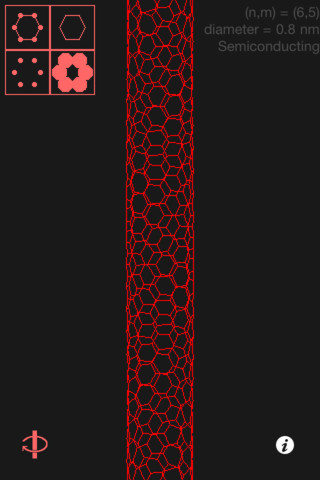 (n,m) = (6,5)
diameter = 0.8 nm
Semiconducting
i